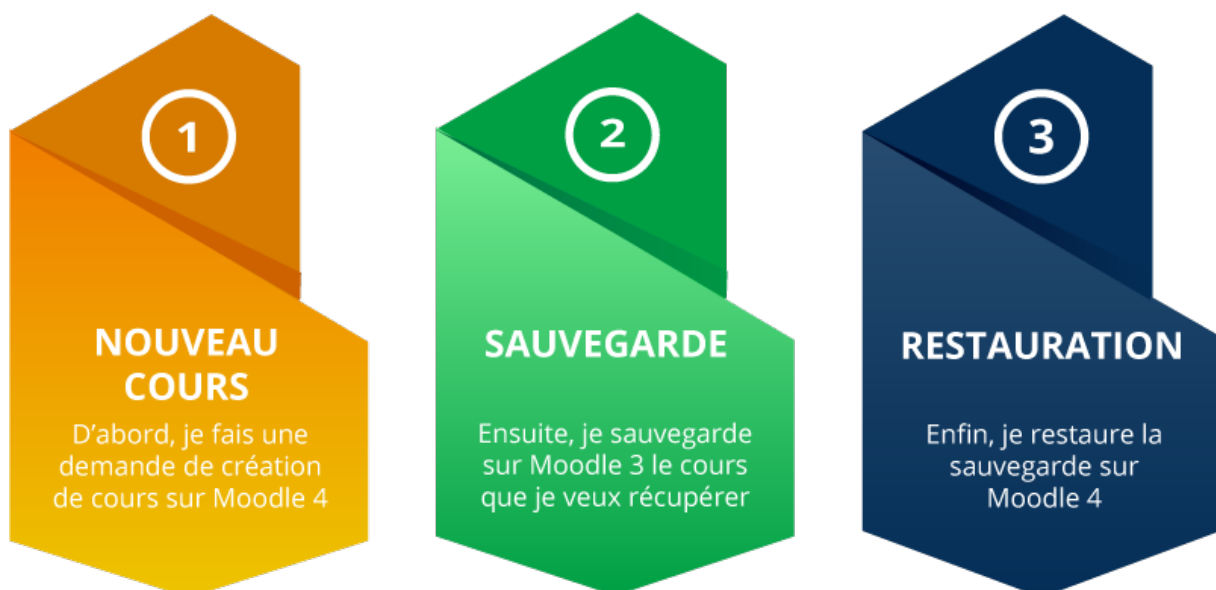 1
NOUVEAU
COURS
D’abord, je fais une
demande de création
de cours sur Moodle 4
2
SAUVEGARDE
Ensuite, je sauvegarde
sur Moodle 3 le cours
que je veux récupérer
3
RESTAURATION
Enfin, je restaure la
sauvegarde sur
Moodle 4